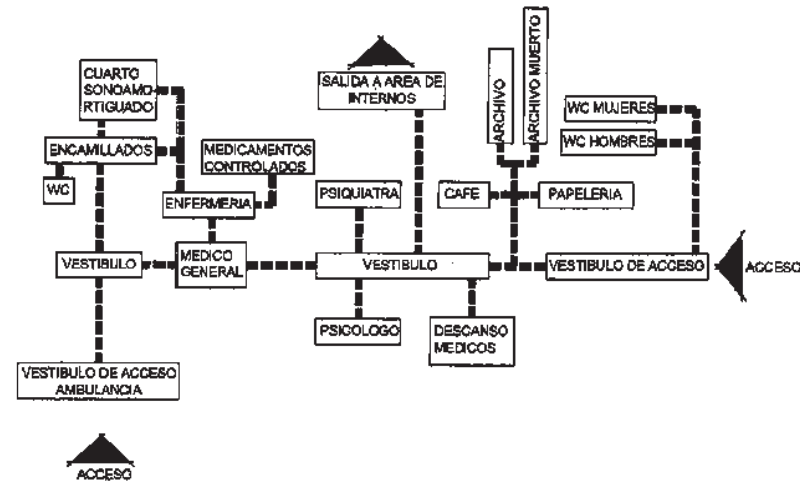 CUARTO
SONOAMO
RTIGUADO
SALIDA A AREA DE
INTERNOS
ARCHIVO
ARCHIVO MUERTO
WC MUJERES
WC HOMBRES
ENCAMILLADOS
MEDICAMENTOS
CONTROLADOS
WC
ENFERMERIA
PSIQUIATRA
CAFE
PAPELERIA
VESTIBULO
MEDICO
GENERAL
VESTIBULO
VESTIBULO DE ACCESO
ACCESO
PSICOLOGO
DESCANSO
MEDICOS
VESTIBULO DE ACCESO
AMBULANCIA
ACCESO